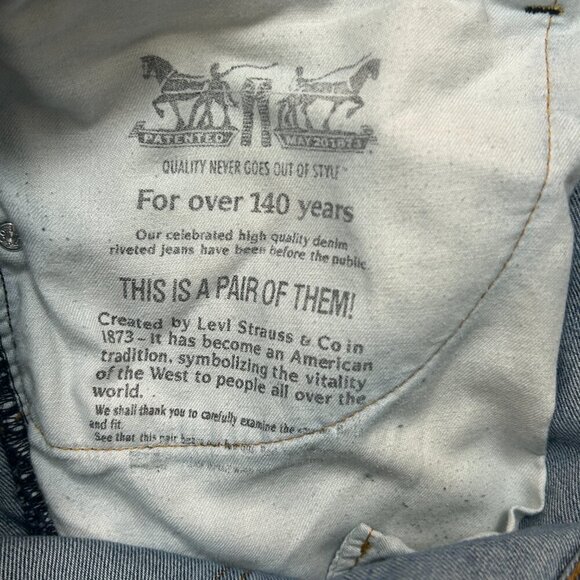 PATENTED MAY 20 1873
QUALITY NEVER GOES OUT OF STYLE™
For over 140 years
Our celebrated high quality denim
riveted jeans have been before the public
THIS IS A PAIR OF THEM!
Created by Levi Strauss & Co in
1873 - it has become an American
tradition, symbolizing the vitality
of the West to people all over the
world.
We shall thank you to carefully examine the
and fit.
See that this pair